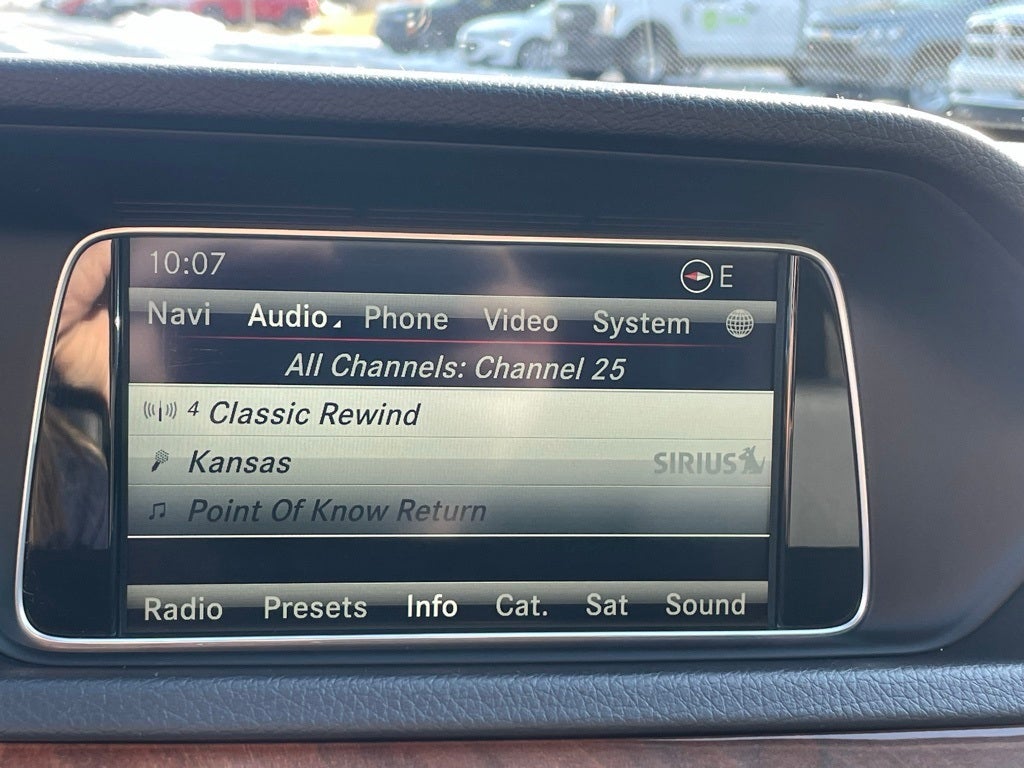 10:07 E
Navi Audio Phone Video System
All Channels: Channel 25
4 Classic Rewind
Kansas SIRIUS
Point Of Know Return
Radio Presets Info Cat. Sat Sound